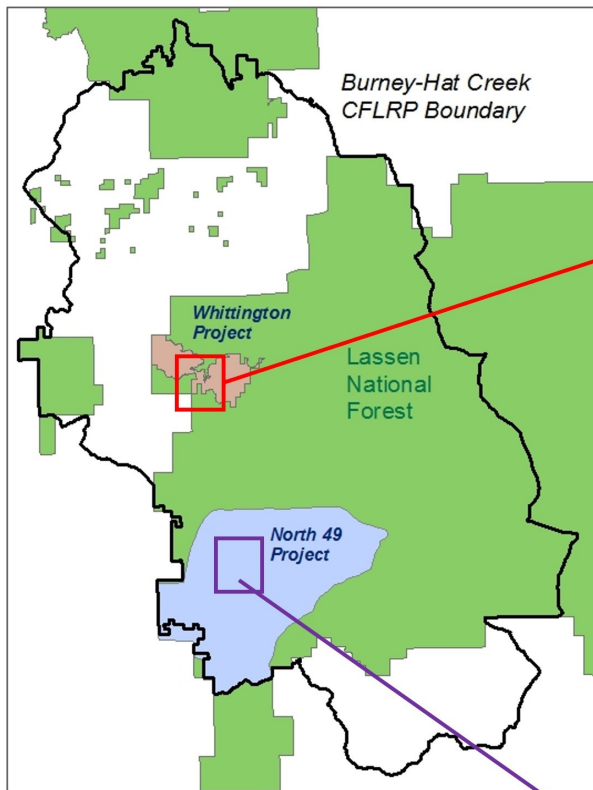 Burney-Hat Creek
CFLRP Boundary
Whittington
Project
Lassen
National
Forest
North 49
Project